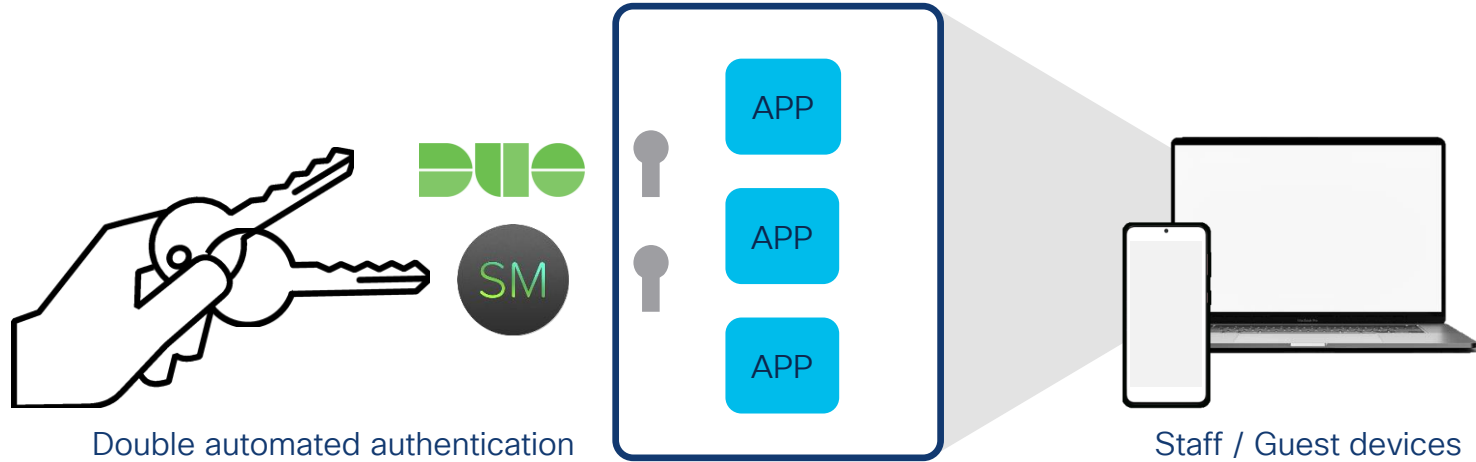 DUO
SM
APP
APP
APP
Double automated authentication
Staff / Guest devices